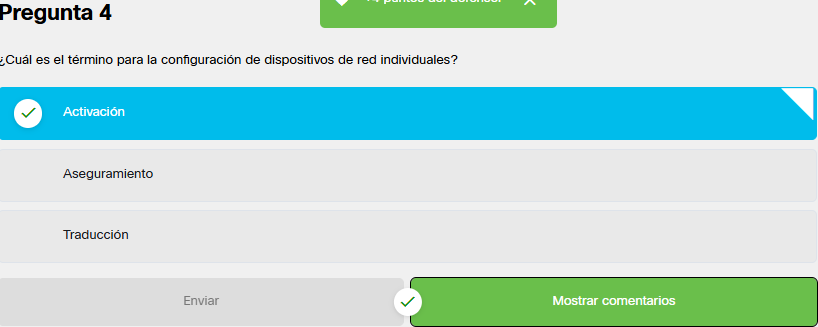 Pregunta 4
¿Cuál es el término para la configuración de dispositivos de red individuales?
Activación
Aseguramiento
Traducción
Enviar
Mostrar comentarios